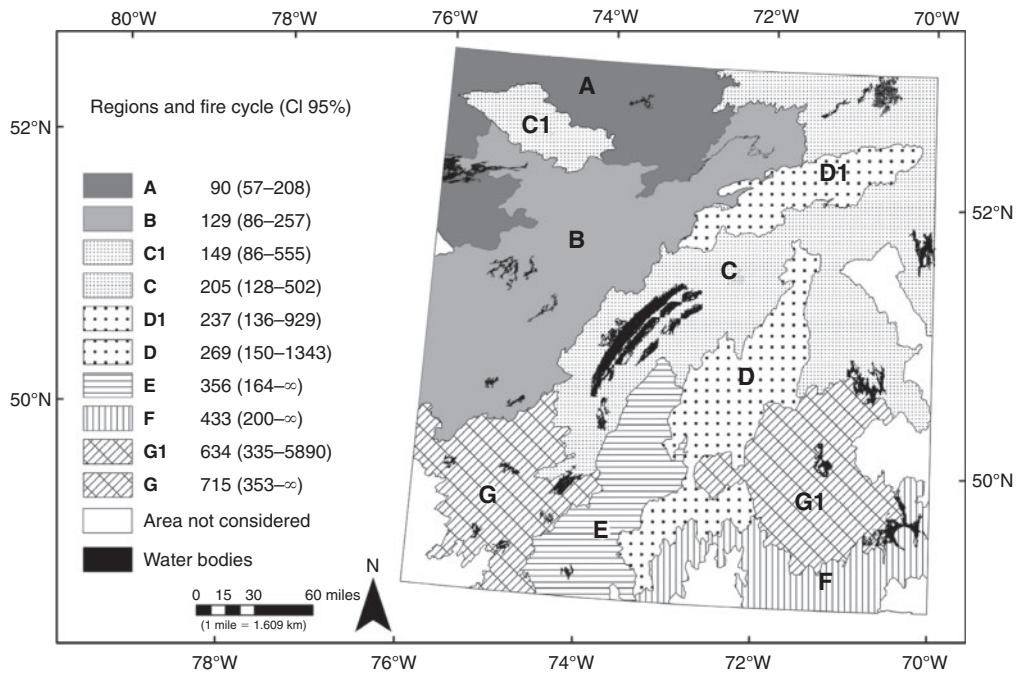 80°W 78°W 76°W 74°W 72°W 70°W
52°N
50°N
Regions and fire cycle (CI 95%)
A 90 (57–208)
B 129 (86–257)
C1 149 (86–555)
C 205 (128–502)
D1 237 (136–929)
D 269 (150–1343)
E 356 (164–∞)
F 433 (200–∞)
G1 634 (335–5890)
G 715 (353–∞)
Area not considered
Water bodies
0 15 30 60 miles
(1 mile = 1.609 km)
N
A
C1
D1
B
C
D
G
G1
E
F
52°N
50°N
78°W 76°W 74°W 72°W 70°W